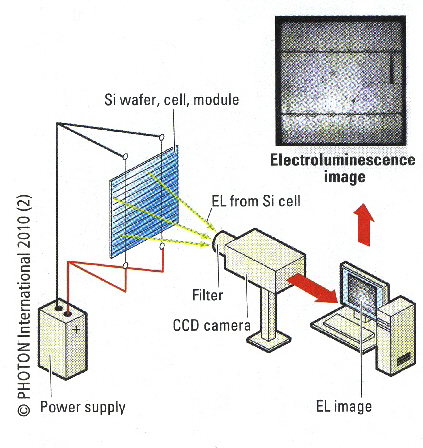 Si wafer, cell, module
Electroluminescence
image
EL from Si cell
Filter
CCD camera
+
Power supply
EL image
© PHOTON International 2010 (2)